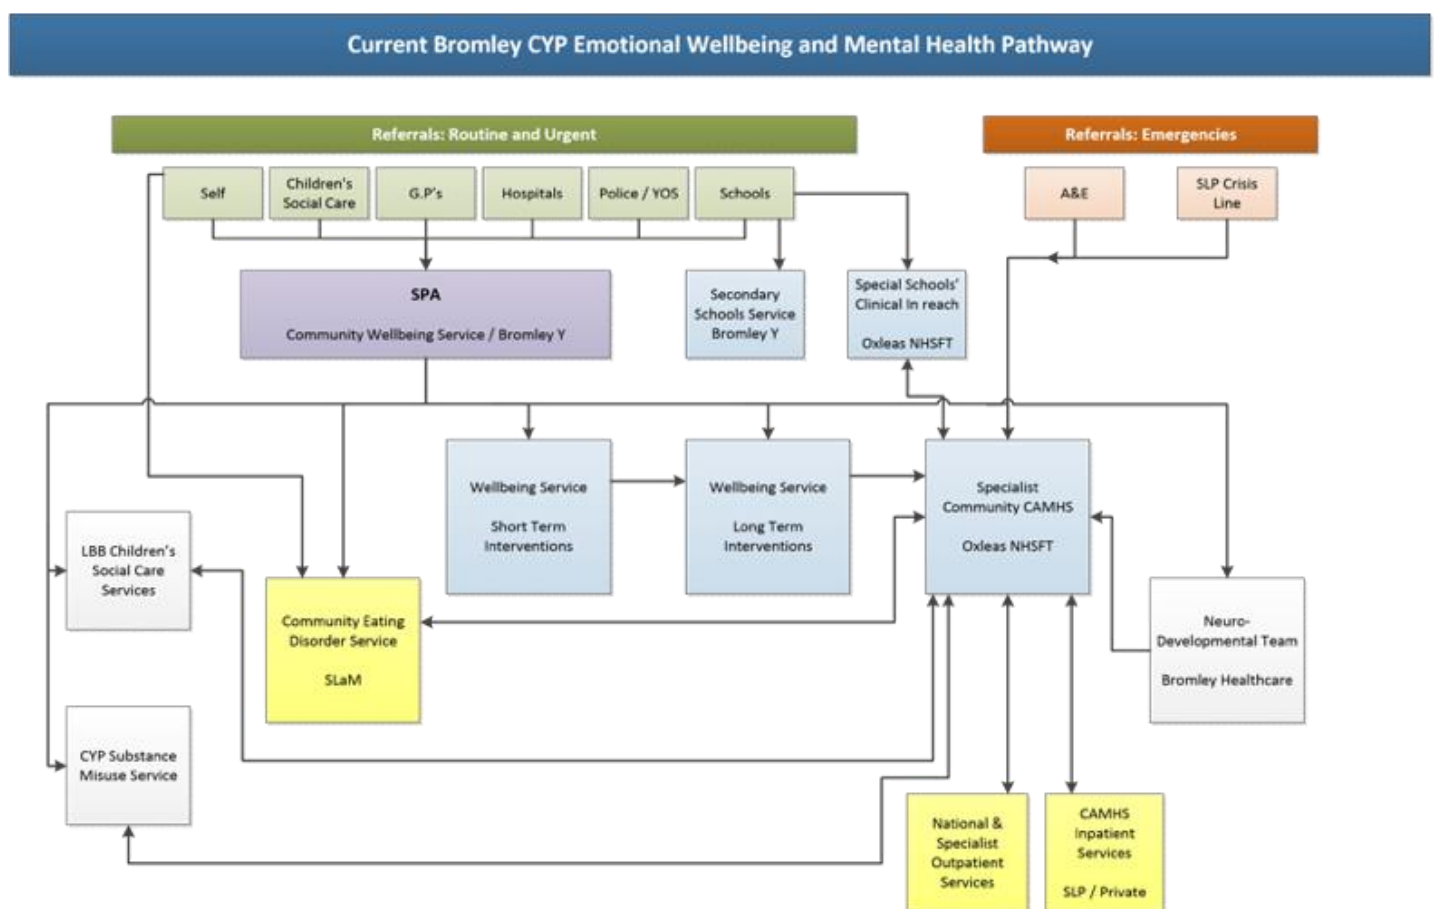 Current Bromley CYP Emotional Wellbeing and Mental Health Pathway
Referrals: Routine and Urgent
Referrals: Emergencies
Self
Children's
Social Care
G.P's
Hospitals
Police / YOS
Schools
A&E
SLP Crisis
Line
SPA
Community Wellbeing Service / Bromley Y
Secondary
Schools Service
Bromley Y
Special Schools'
Clinical In reach
Oxleas NHSFT
Wellbeing Service
Short Term
Interventions
Wellbeing Service
Long Term
Interventions
Specialist
Community CAMHS
Oxleas NHSFT
LBB Children's
Social Care
Services
Community Eating
Disorder Service
SLaM
Neuro-
Developmental Team
Bromley Healthcare
CYP Substance
Misuse Service
National &
Specialist
Outpatient
Services
CAMHS
Inpatient
Services
SLP / Private